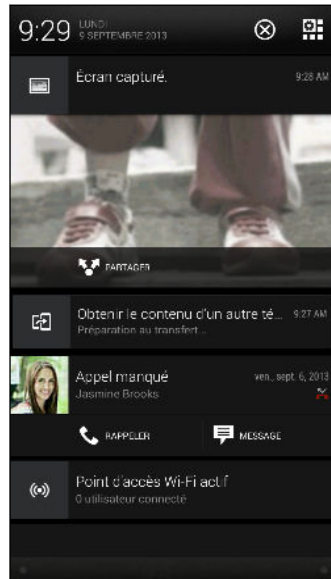 9:29
LUNDI
9 SEPTEMBRE 2013
Écran capturé.
9:28 AM
PARTAGER
Obtenir le contenu d'un autre té...
9:27 AM
Préparation au transfert...
Appel manqué
ven., sept. 6, 2013
Jasmine Brooks
RAPPELER
MESSAGE
Point d'accès Wi-Fi actif
0 utilisateur connecté